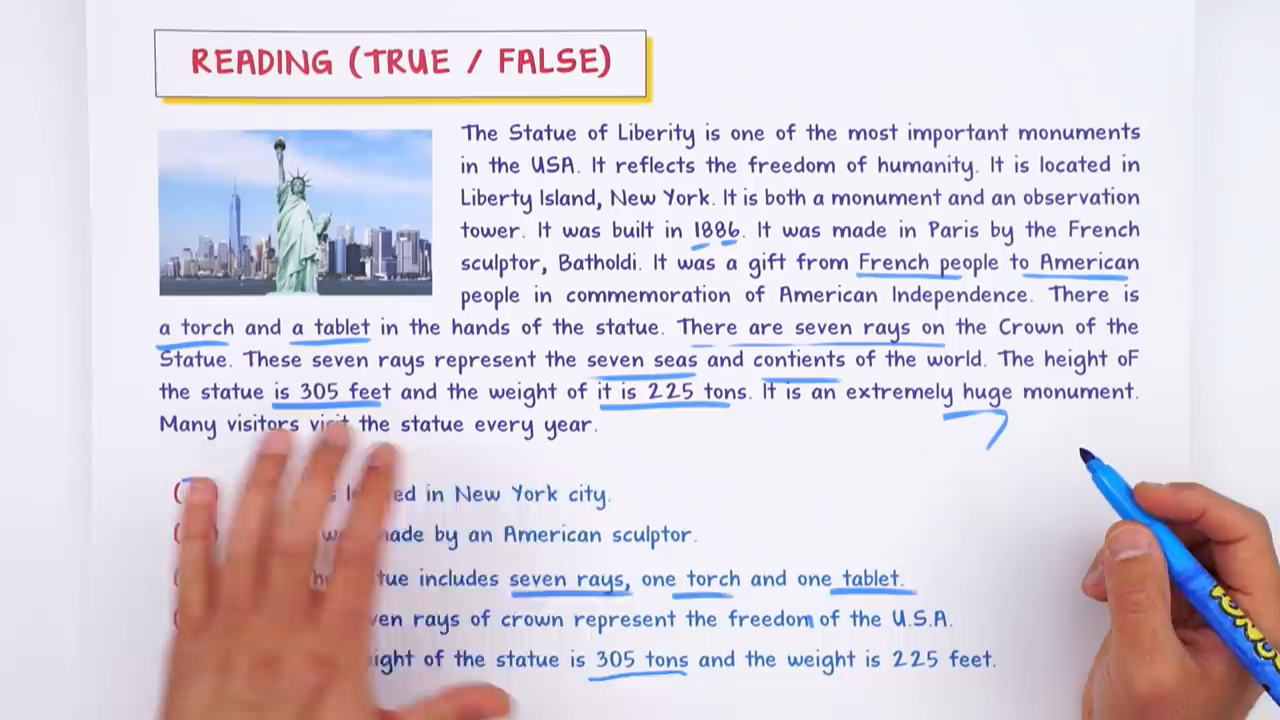 READING (TRUE / FALSE)
The Statue of Liberity is one of the most important monuments
in the USA. It reflects the freedom of humanity. It is located in
Liberty Island, New York. It is both a monument and an observation
tower. It was built in 1886. It was made in Paris by the French
sculptor, Batholdi. It was a gift from French people to American
people in commemoration of American Independence. There is
a torch and a tablet in the hands of the statue. There are seven rays on the Crown of the
Statue. These seven rays represent the seven seas and contients of the world. The height oF
the statue is 305 feet and the weight of it is 225 tons. It is an extremely huge monument.
Many visitors visit the statue every year.
in New York city.
by an American sculptor.
includes seven rays, one torch and one tablet.
rays of crown represent the freedom of the U.S.A.
of the statue is 305 tons and the weight is 225 feet.